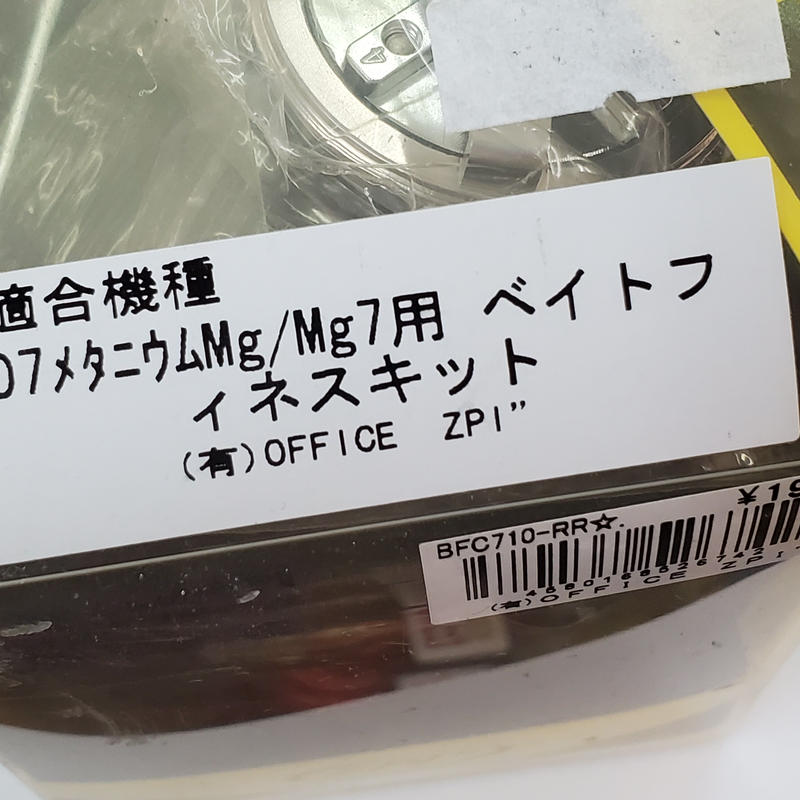 適合機種
07メタニウムMg/Mg7用 ベイトフ
ィネスキット
(有)OFFICE ZPI"
¥19
BFC710-RR☆.
(有)OFFICE ZPI"